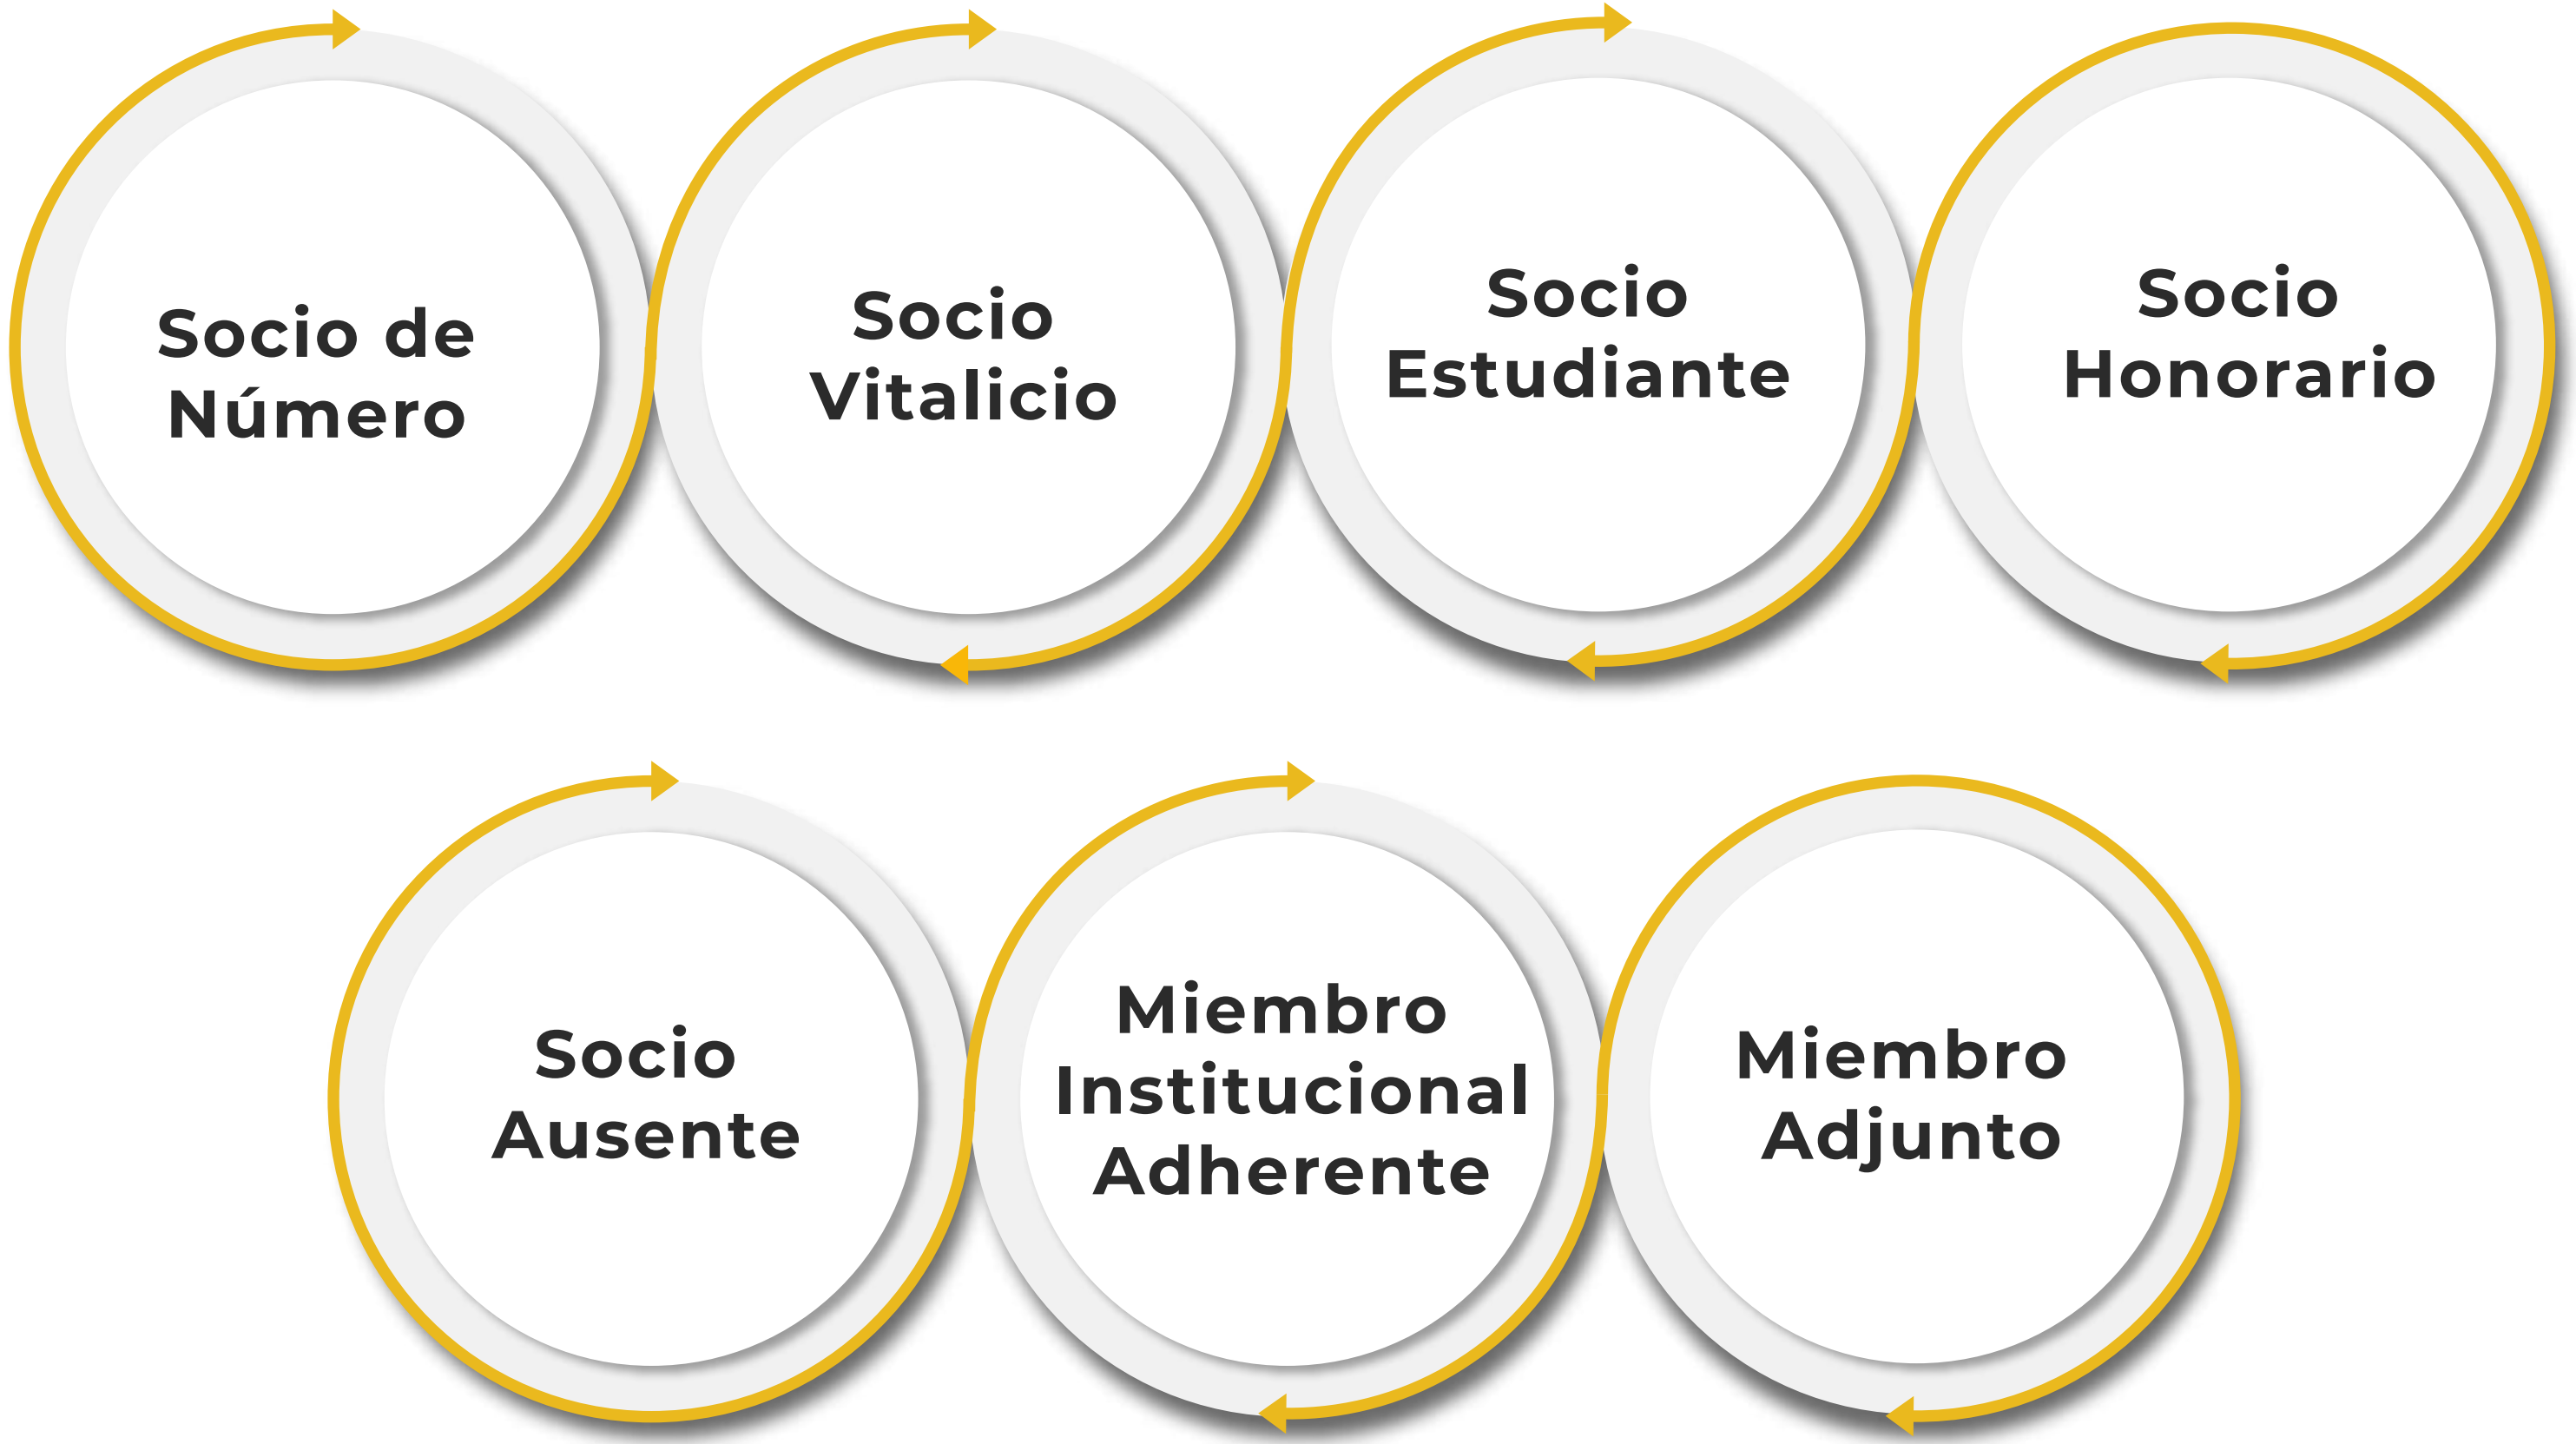 Socio de
Número
Socio
Vitalicio
Socio
Estudiante
Socio
Honorario
Socio
Ausente
Miembro
Institucional
Adherente
Miembro
Adjunto